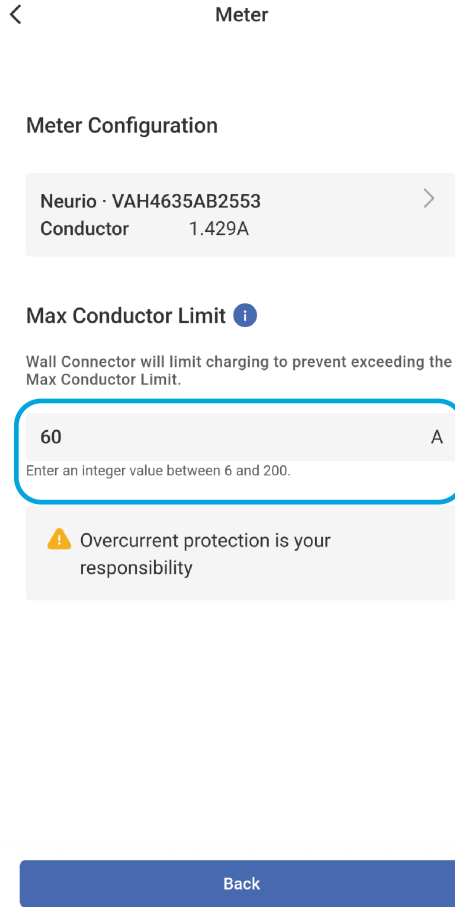 Meter
Meter Configuration
Neurio · VAH4635AB2553
Conductor 1.429A
Max Conductor Limit i
Wall Connector will limit charging to prevent exceeding the
Max Conductor Limit.
60 A
Enter an integer value between 6 and 200.
! Overcurrent protection is your
responsibility
Back